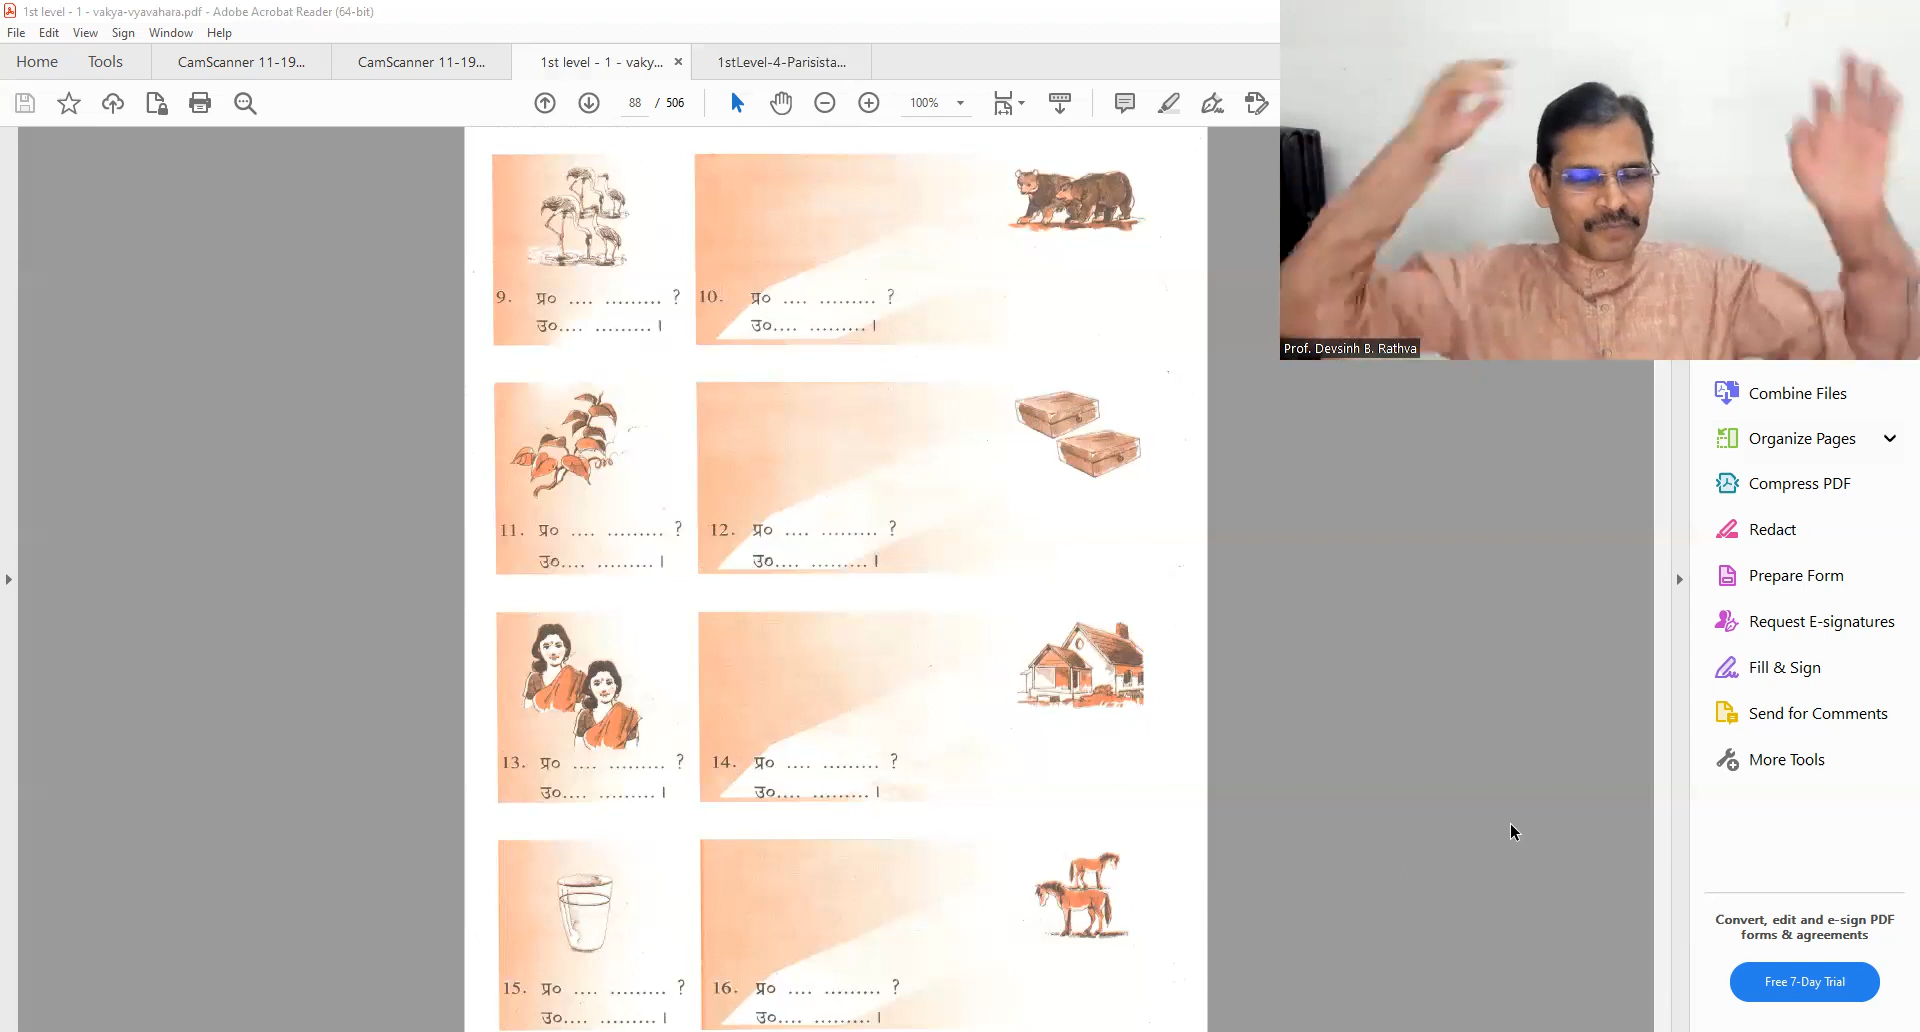 1st level - 1 - vakya-vyavahara.pdf - Adobe Acrobat Reader (64-bit)
File Edit View Sign Window Help
Home Tools CamScanner 11-19... CamScanner 11-19... 1st level - 1 - vaky... × 1stLevel-4-Parisista...
88 / 506 100%
9. प्र० .... ......... ?
उ०.... ......... ।
10. प्र० .... ......... ?
उ०.... ......... ।
11. प्र० .... ......... ?
उ०.... ......... ।
12. प्र० .... ......... ?
उ०.... ......... ।
13. प्र० .... ......... ?
उ०.... ......... ।
14. प्र० .... ......... ?
उ०.... ......... ।
15. प्र० .... ......... ?
उ०.... ......... ।
16. प्र० .... ......... ?
उ०.... ......... ।
Prof. Devsinh B. Rathva
Combine Files
Organize Pages
Compress PDF
Redact
Prepare Form
Request E-signatures
Fill & Sign
Send for Comments
More Tools
Convert, edit and e-sign PDF
forms & agreements
Free 7-Day Trial